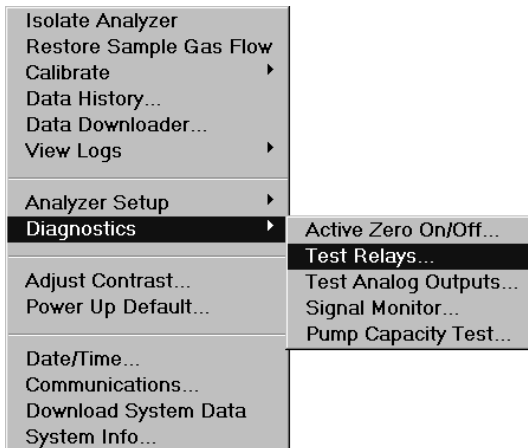 Isolate Analyzer
Restore Sample Gas Flow
Calibrate
Data History...
Data Downloader...
View Logs
Analyzer Setup
Diagnostics
Adjust Contrast...
Power Up Default...
Date/Time...
Communications...
Download System Data
System Info...
Active Zero On/Off...
Test Relays...
Test Analog Outputs...
Signal Monitor...
Pump Capacity Test...